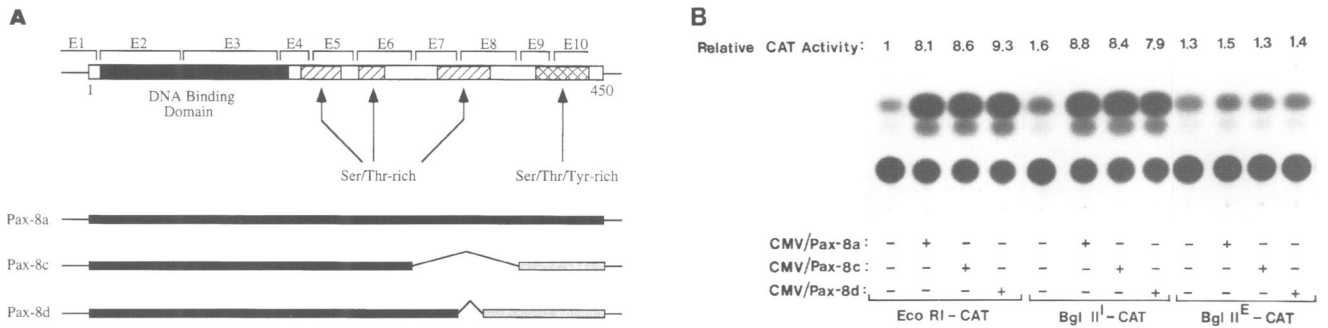 A
E1 E2 E3 E4 E5 E6 E7 E8 E9 E10
1 450
DNA Binding
Domain
Ser/Thr-rich Ser/Thr/Tyr-rich
Pax-8a
Pax-8c
Pax-8d
B
Relative CAT Activity: 1 8.1 8.6 9.3 1.6 8.8 8.4 7.9 1.3 1.5 1.3 1.4
CMV/Pax-8a: – + – – – + – – – + – –
CMV/Pax-8c: – – + – – – + – – – + –
CMV/Pax-8d: – – – + – – – + – – – +
Eco RI – CAT Bgl II^I – CAT Bgl II^E – CAT